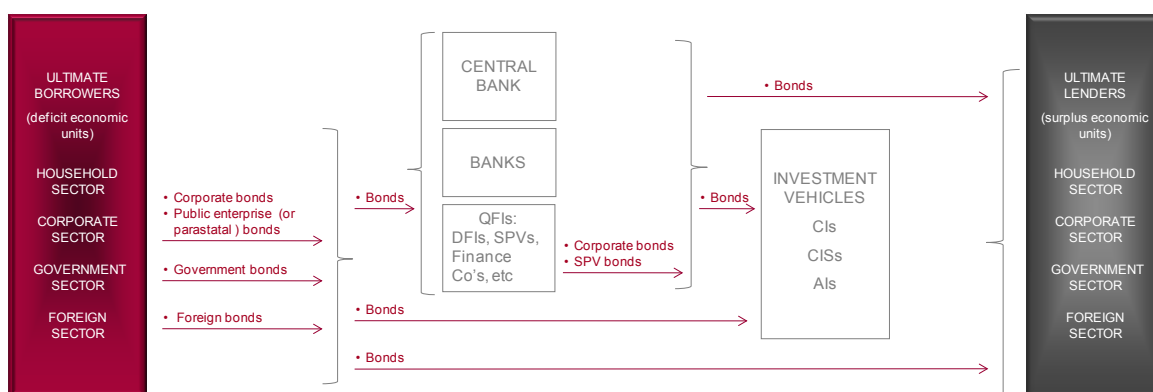 ULTIMATE
BORROWERS
(deficit economic
units)
HOUSEHOLD
SECTOR
CORPORATE
SECTOR
GOVERNMENT
SECTOR
FOREIGN
SECTOR
• Corporate bonds
• Public enterprise (or
parastatal ) bonds
• Government bonds
• Foreign bonds
• Bonds
• Bonds
• Bonds
CENTRAL
BANK
BANKS
QFIs:
DFIs, SPVs,
Finance
Co's, etc
• Corporate bonds
• SPV bonds
• Bonds
• Bonds
INVESTMENT
VEHICLES
CIs
CISs
AIs
ULTIMATE
LENDERS
(surplus economic
units)
HOUSEHOLD
SECTOR
CORPORATE
SECTOR
GOVERNMENT
SECTOR
FOREIGN
SECTOR